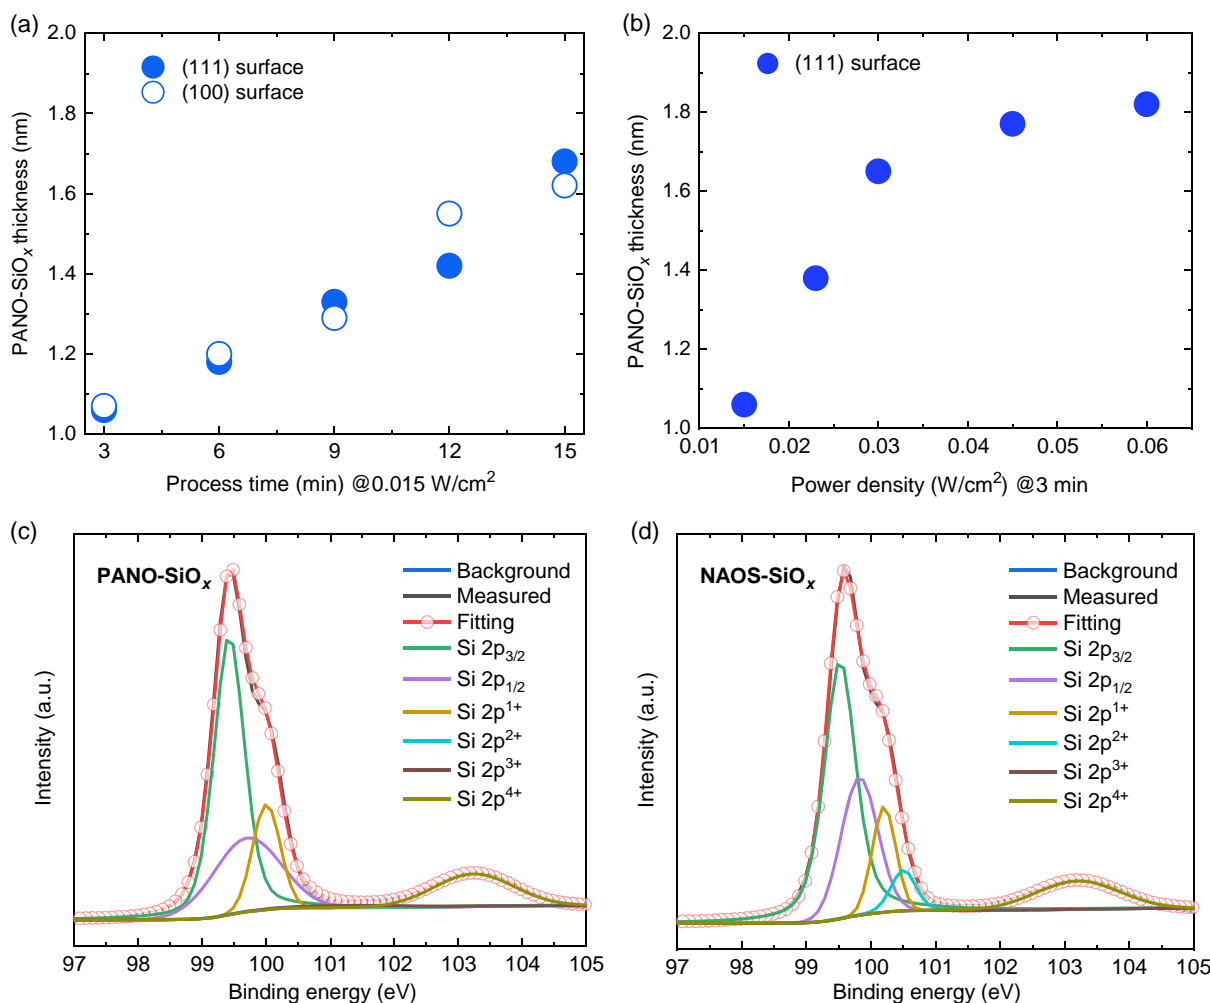 (a)
2.0
1.8
1.6
1.4
1.2
1.0
PANO-SiOx thickness (nm)
(111) surface
(100) surface
3 6 9 12 15
Process time (min) @0.015 W/cm²
(b)
2.0
1.8
1.6
1.4
1.2
1.0
PANO-SiOx thickness (nm)
(111) surface
0.01 0.02 0.03 0.04 0.05 0.06
Power density (W/cm²) @3 min
(c)
PANO-SiOx
Background
Measured
Fitting
Si 2p3/2
Si 2p1/2
Si 2p¹⁺
Si 2p²⁺
Si 2p³⁺
Si 2p⁴⁺
Intensity (a.u.)
97 98 99 100 101 102 103 104 105
Binding energy (eV)
(d)
NAOS-SiOx
Background
Measured
Fitting
Si 2p3/2
Si 2p1/2
Si 2p¹⁺
Si 2p²⁺
Si 2p³⁺
Si 2p⁴⁺
Intensity (a.u.)
97 98 99 100 101 102 103 104 105
Binding energy (eV)